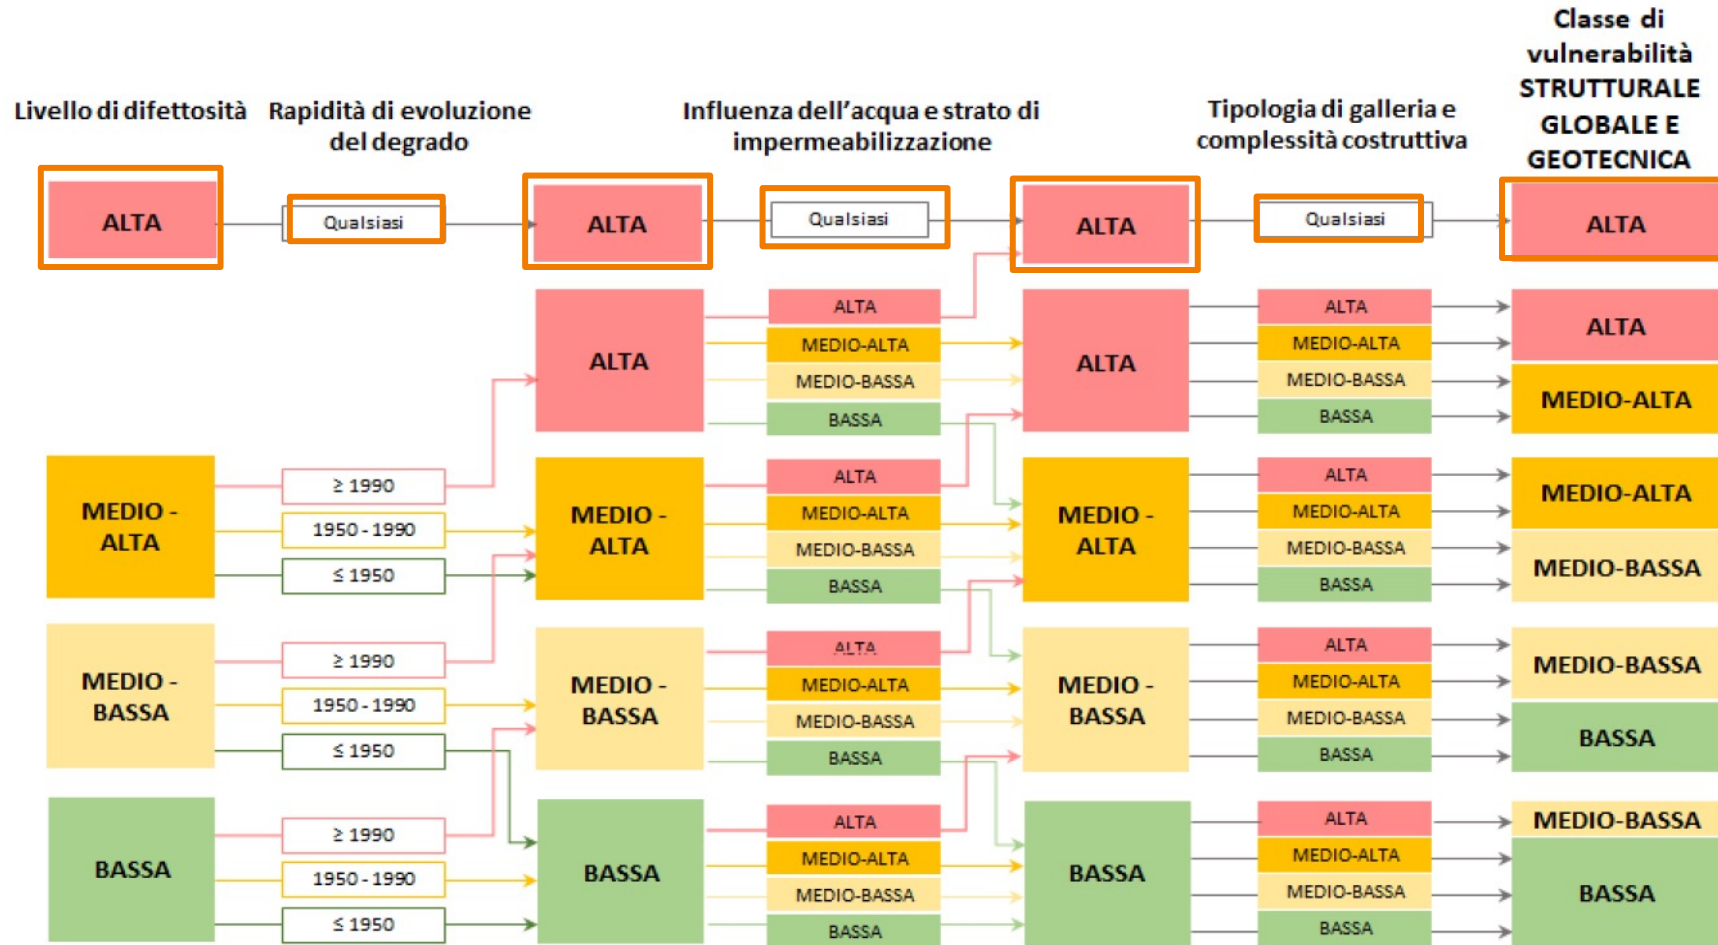 Classe di
vulnerabilità
STRUTTURALE
GLOBALE E
GEOTECNICA
Livello di difettosità
Rapidità di evoluzione
del degrado
Influenza dell'acqua e strato di
impermeabilizzazione
Tipologia di galleria e
complessità costruttiva
ALTA
Qualsiasi
ALTA
Qualsiasi
ALTA
Qualsiasi
ALTA
ALTA
ALTA
MEDIO-ALTA
MEDIO-BASSA
BASSA
ALTA
ALTA
MEDIO-ALTA
MEDIO-BASSA
BASSA
ALTA
MEDIO-ALTA
MEDIO -
ALTA
≥ 1990
1950 - 1990
≤ 1950
MEDIO -
ALTA
ALTA
MEDIO-ALTA
MEDIO-BASSA
BASSA
MEDIO -
ALTA
ALTA
MEDIO-ALTA
MEDIO-BASSA
BASSA
MEDIO-ALTA
MEDIO-BASSA
MEDIO -
BASSA
≥ 1990
1950 - 1990
≤ 1950
MEDIO -
BASSA
ALTA
MEDIO-ALTA
MEDIO-BASSA
BASSA
MEDIO -
BASSA
ALTA
MEDIO-ALTA
MEDIO-BASSA
BASSA
MEDIO-BASSA
BASSA
BASSA
≥ 1990
1950 - 1990
≤ 1950
BASSA
ALTA
MEDIO-ALTA
MEDIO-BASSA
BASSA
BASSA
ALTA
MEDIO-ALTA
MEDIO-BASSA
BASSA
MEDIO-BASSA
BASSA